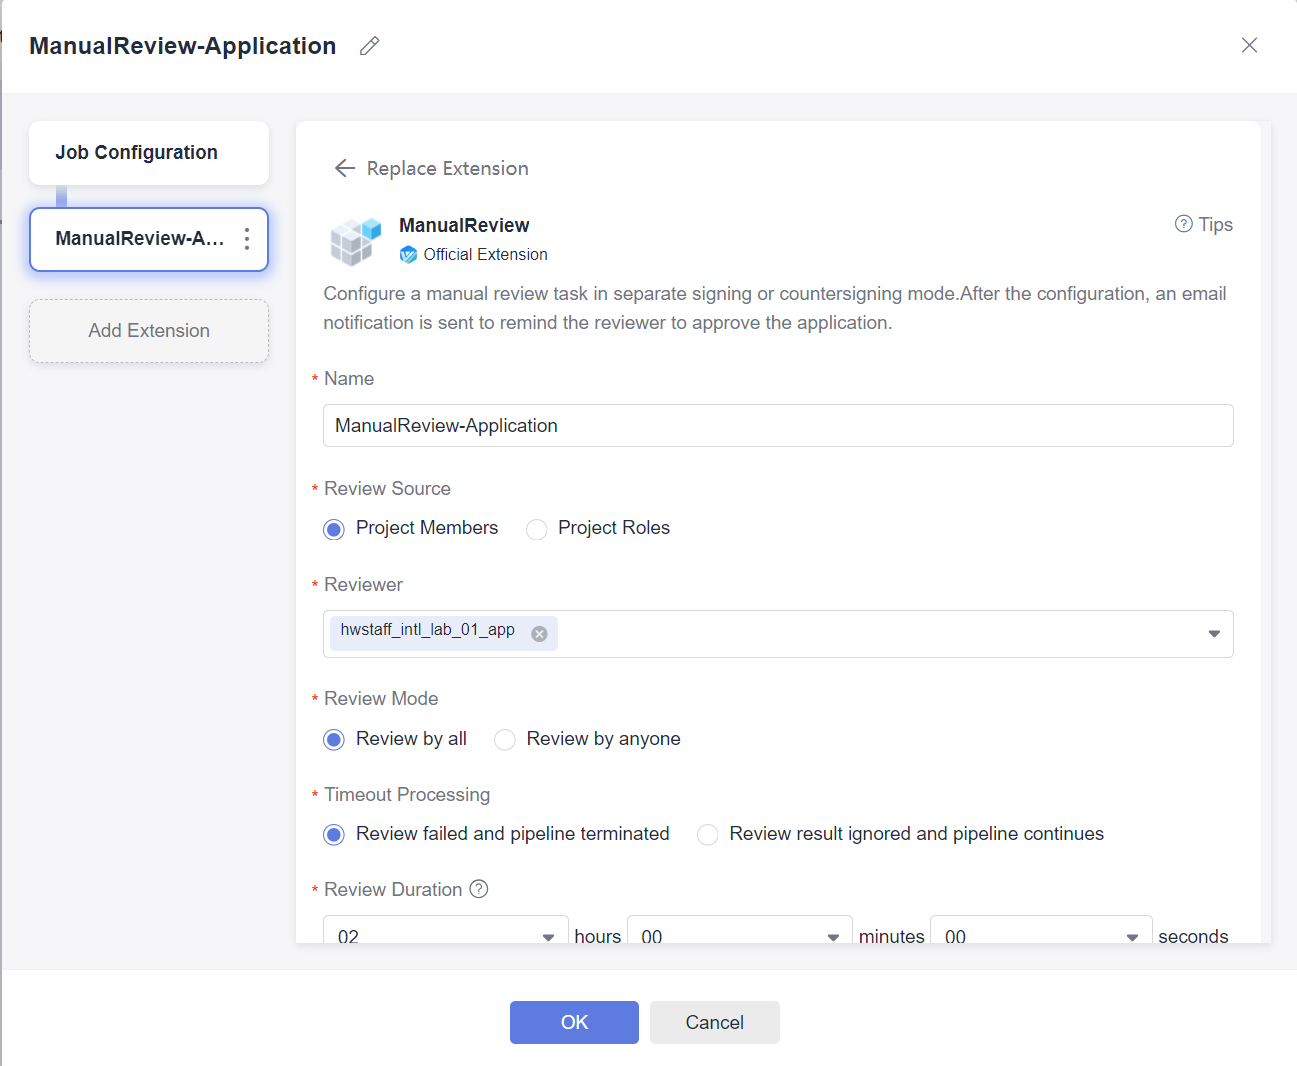 ManualReview-Application
Job Configuration
ManualReview-A...
Add Extension
Replace Extension
ManualReview
Tips
Official Extension
Configure a manual review task in separate signing or countersigning mode.After the configuration, an email
notification is sent to remind the reviewer to approve the application.
* Name
ManualReview-Application
* Review Source
Project Members Project Roles
* Reviewer
hwstaff_intl_lab_01_app
* Review Mode
Review by all Review by anyone
* Timeout Processing
Review failed and pipeline terminated Review result ignored and pipeline continues
* Review Duration ?
02 hours 00 minutes 00 seconds
OK Cancel